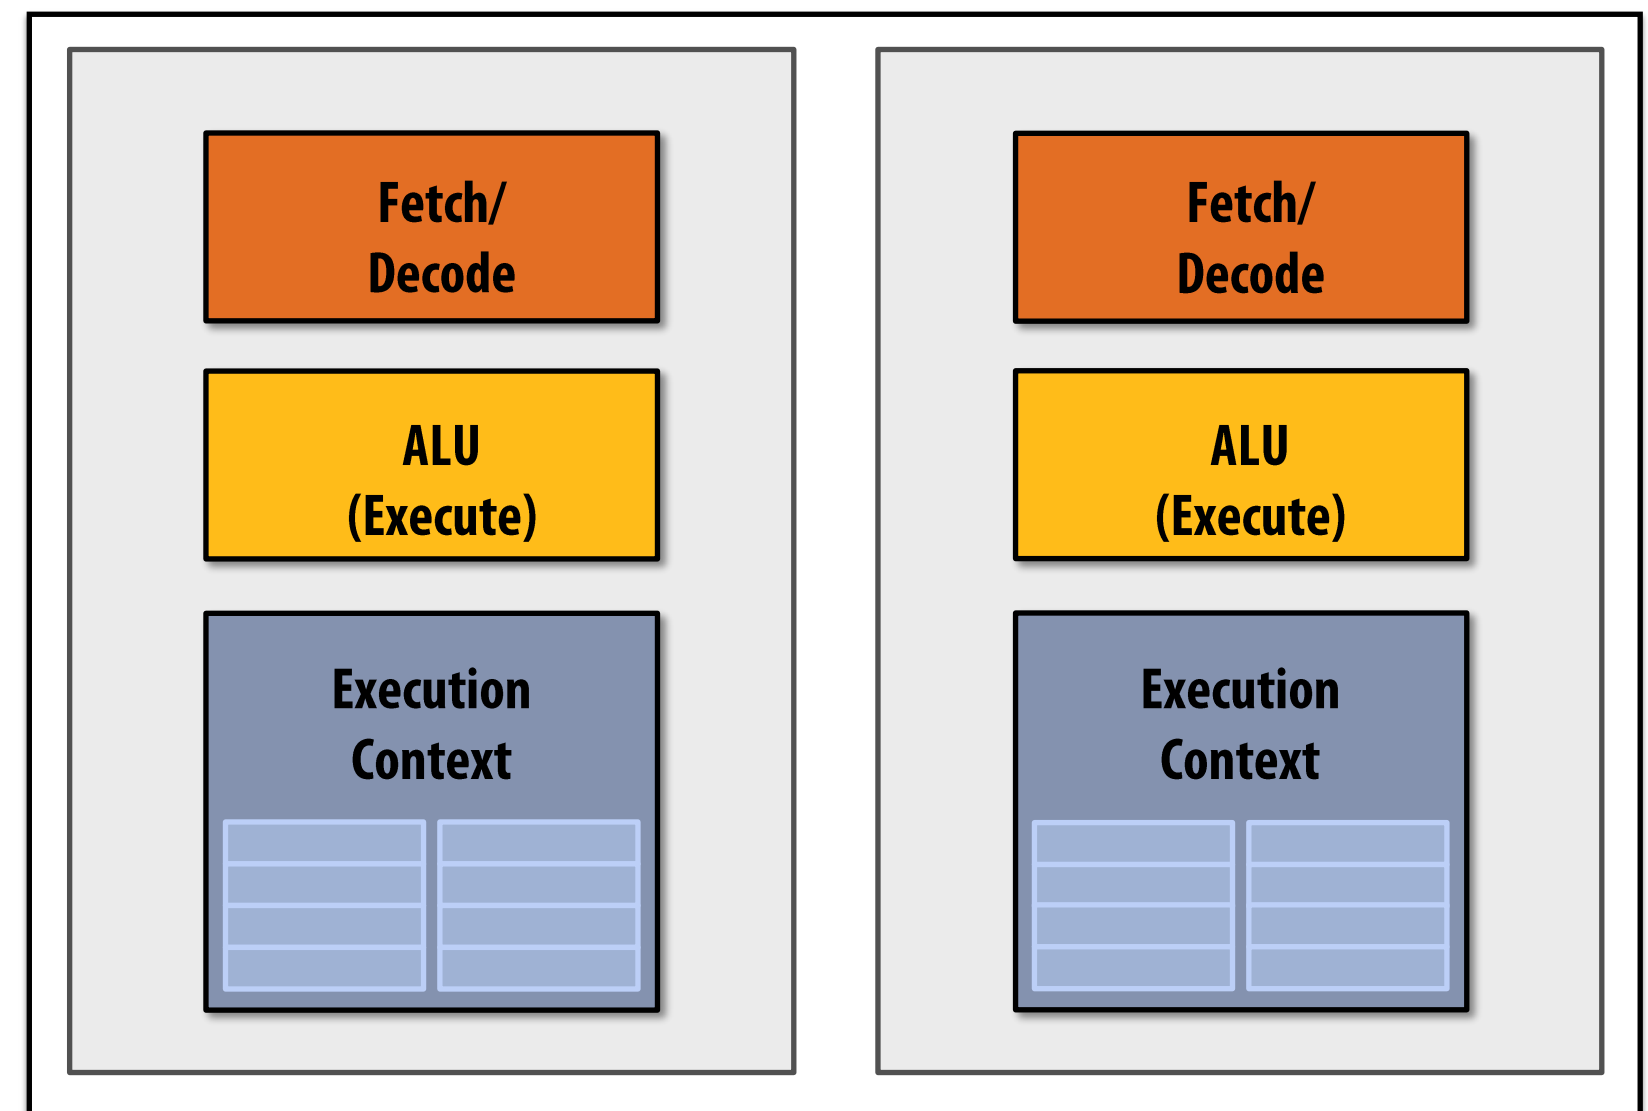 Fetch/
Decode
ALU
(Execute)
Execution
Context
Fetch/
Decode
ALU
(Execute)
Execution
Context